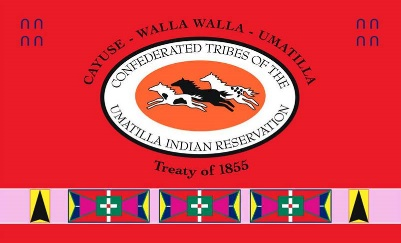 CAYUSE - WALLA WALLA - UMATILLA
CONFEDERATED TRIBES OF THE
UMATILLA INDIAN RESERVATION
Treaty of 1855